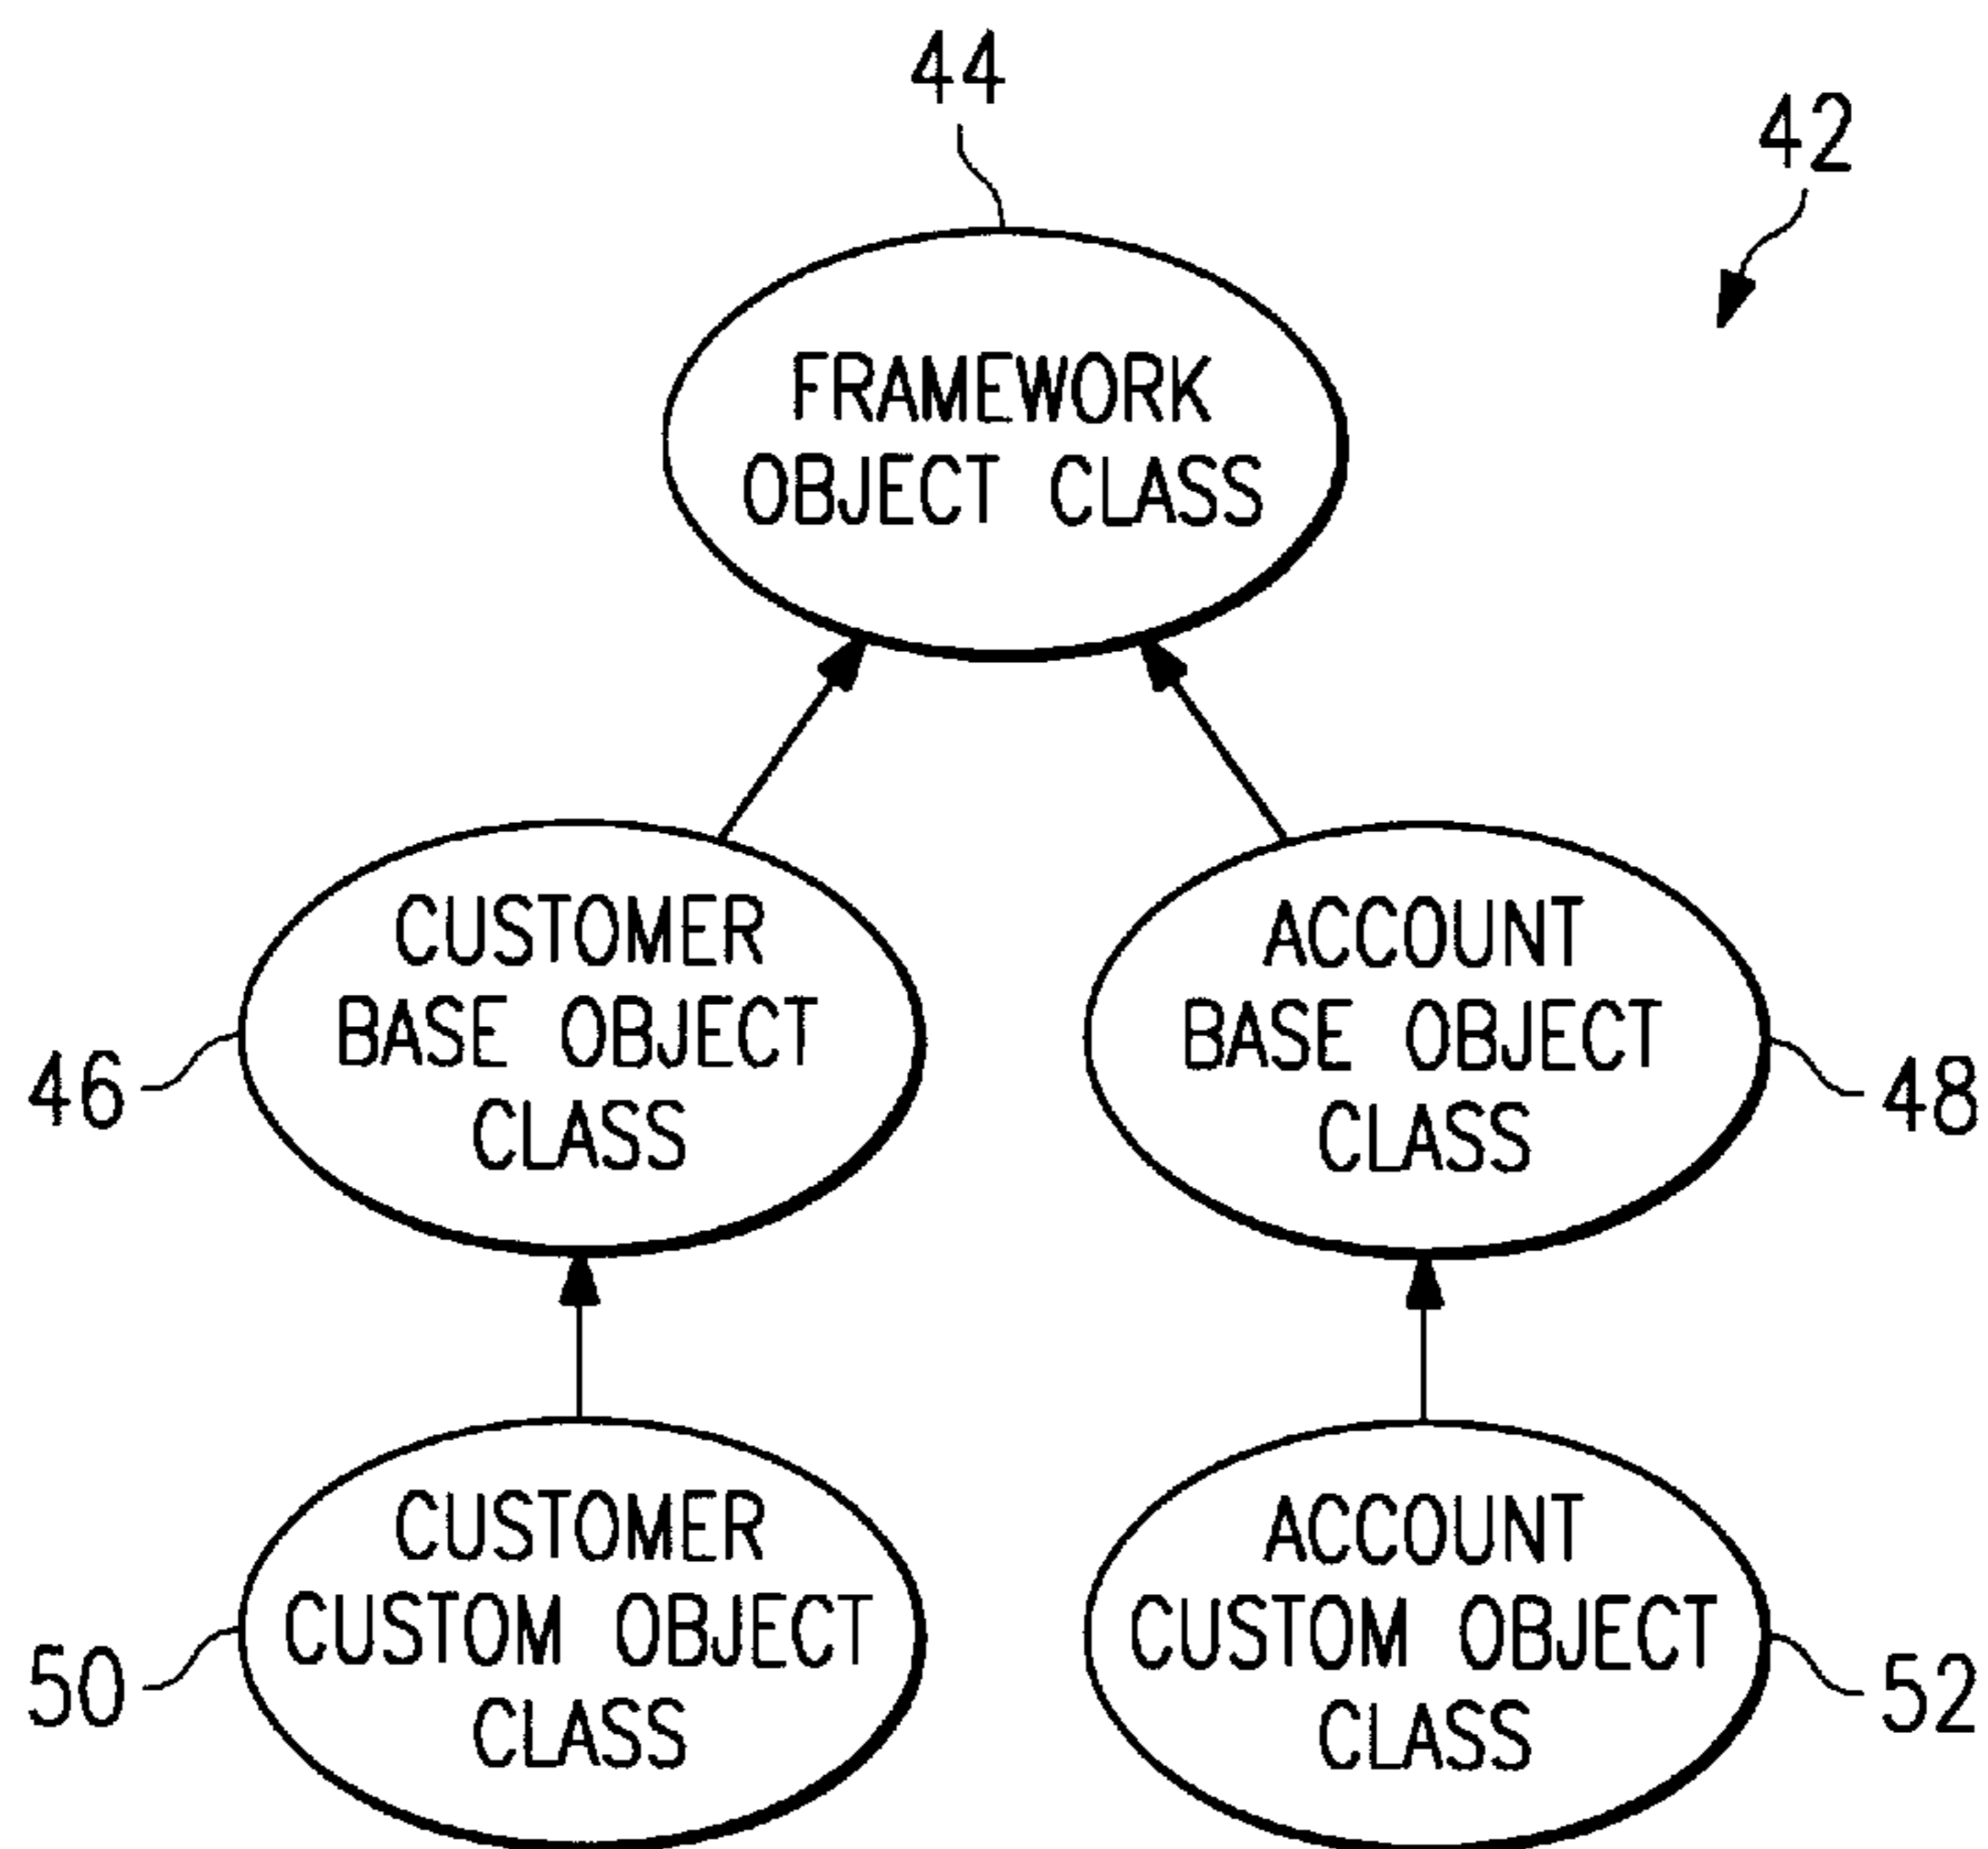 44
42
FRAMEWORK
OBJECT CLASS
CUSTOMER
BASE OBJECT
CLASS
46
ACCOUNT
BASE OBJECT
CLASS
48
CUSTOMER
CUSTOM OBJECT
CLASS
50
ACCOUNT
CUSTOM OBJECT
CLASS
52